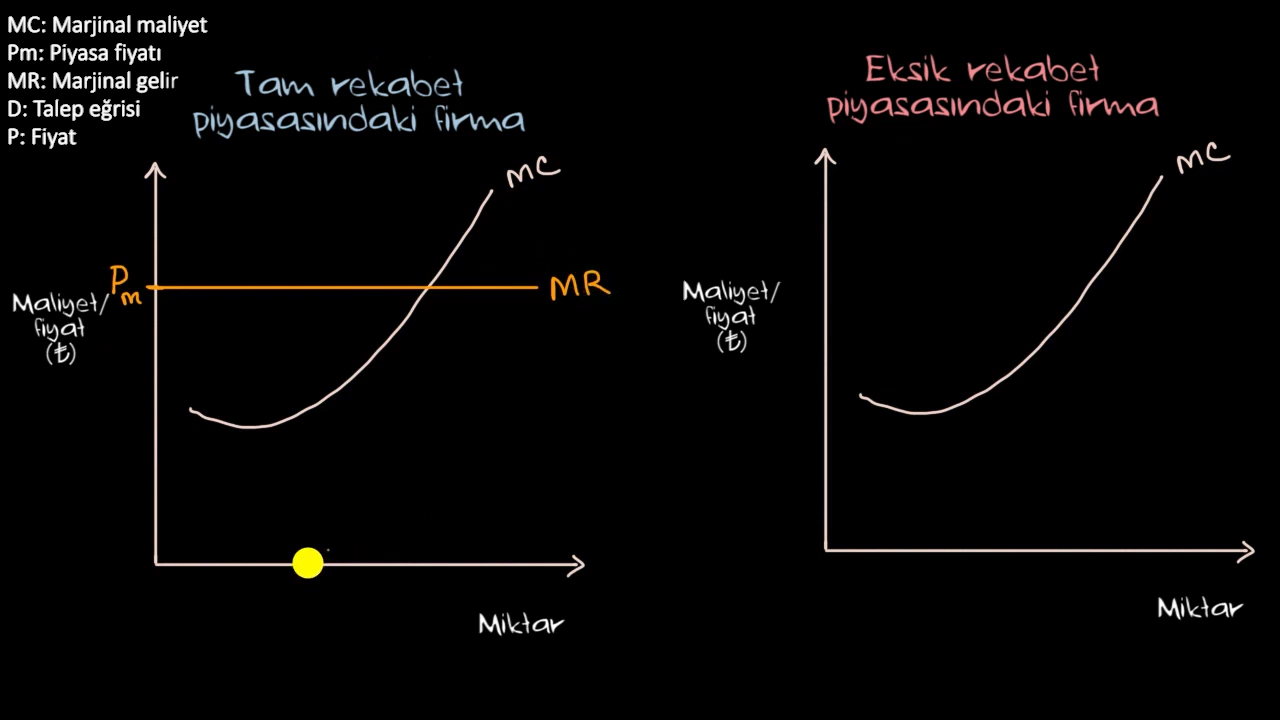 MC: Marjinal maliyet
Pm: Piyasa fiyatı
MR: Marjinal gelir
D: Talep eğrisi
P: Fiyat
Tam rekabet
piyasasındaki firma
MC
Pm
MR
Maliyet/
fiyat
(₺)
Miktar
Eksik rekabet
piyasasındaki firma
MC
Maliyet/
fiyat
(₺)
Miktar